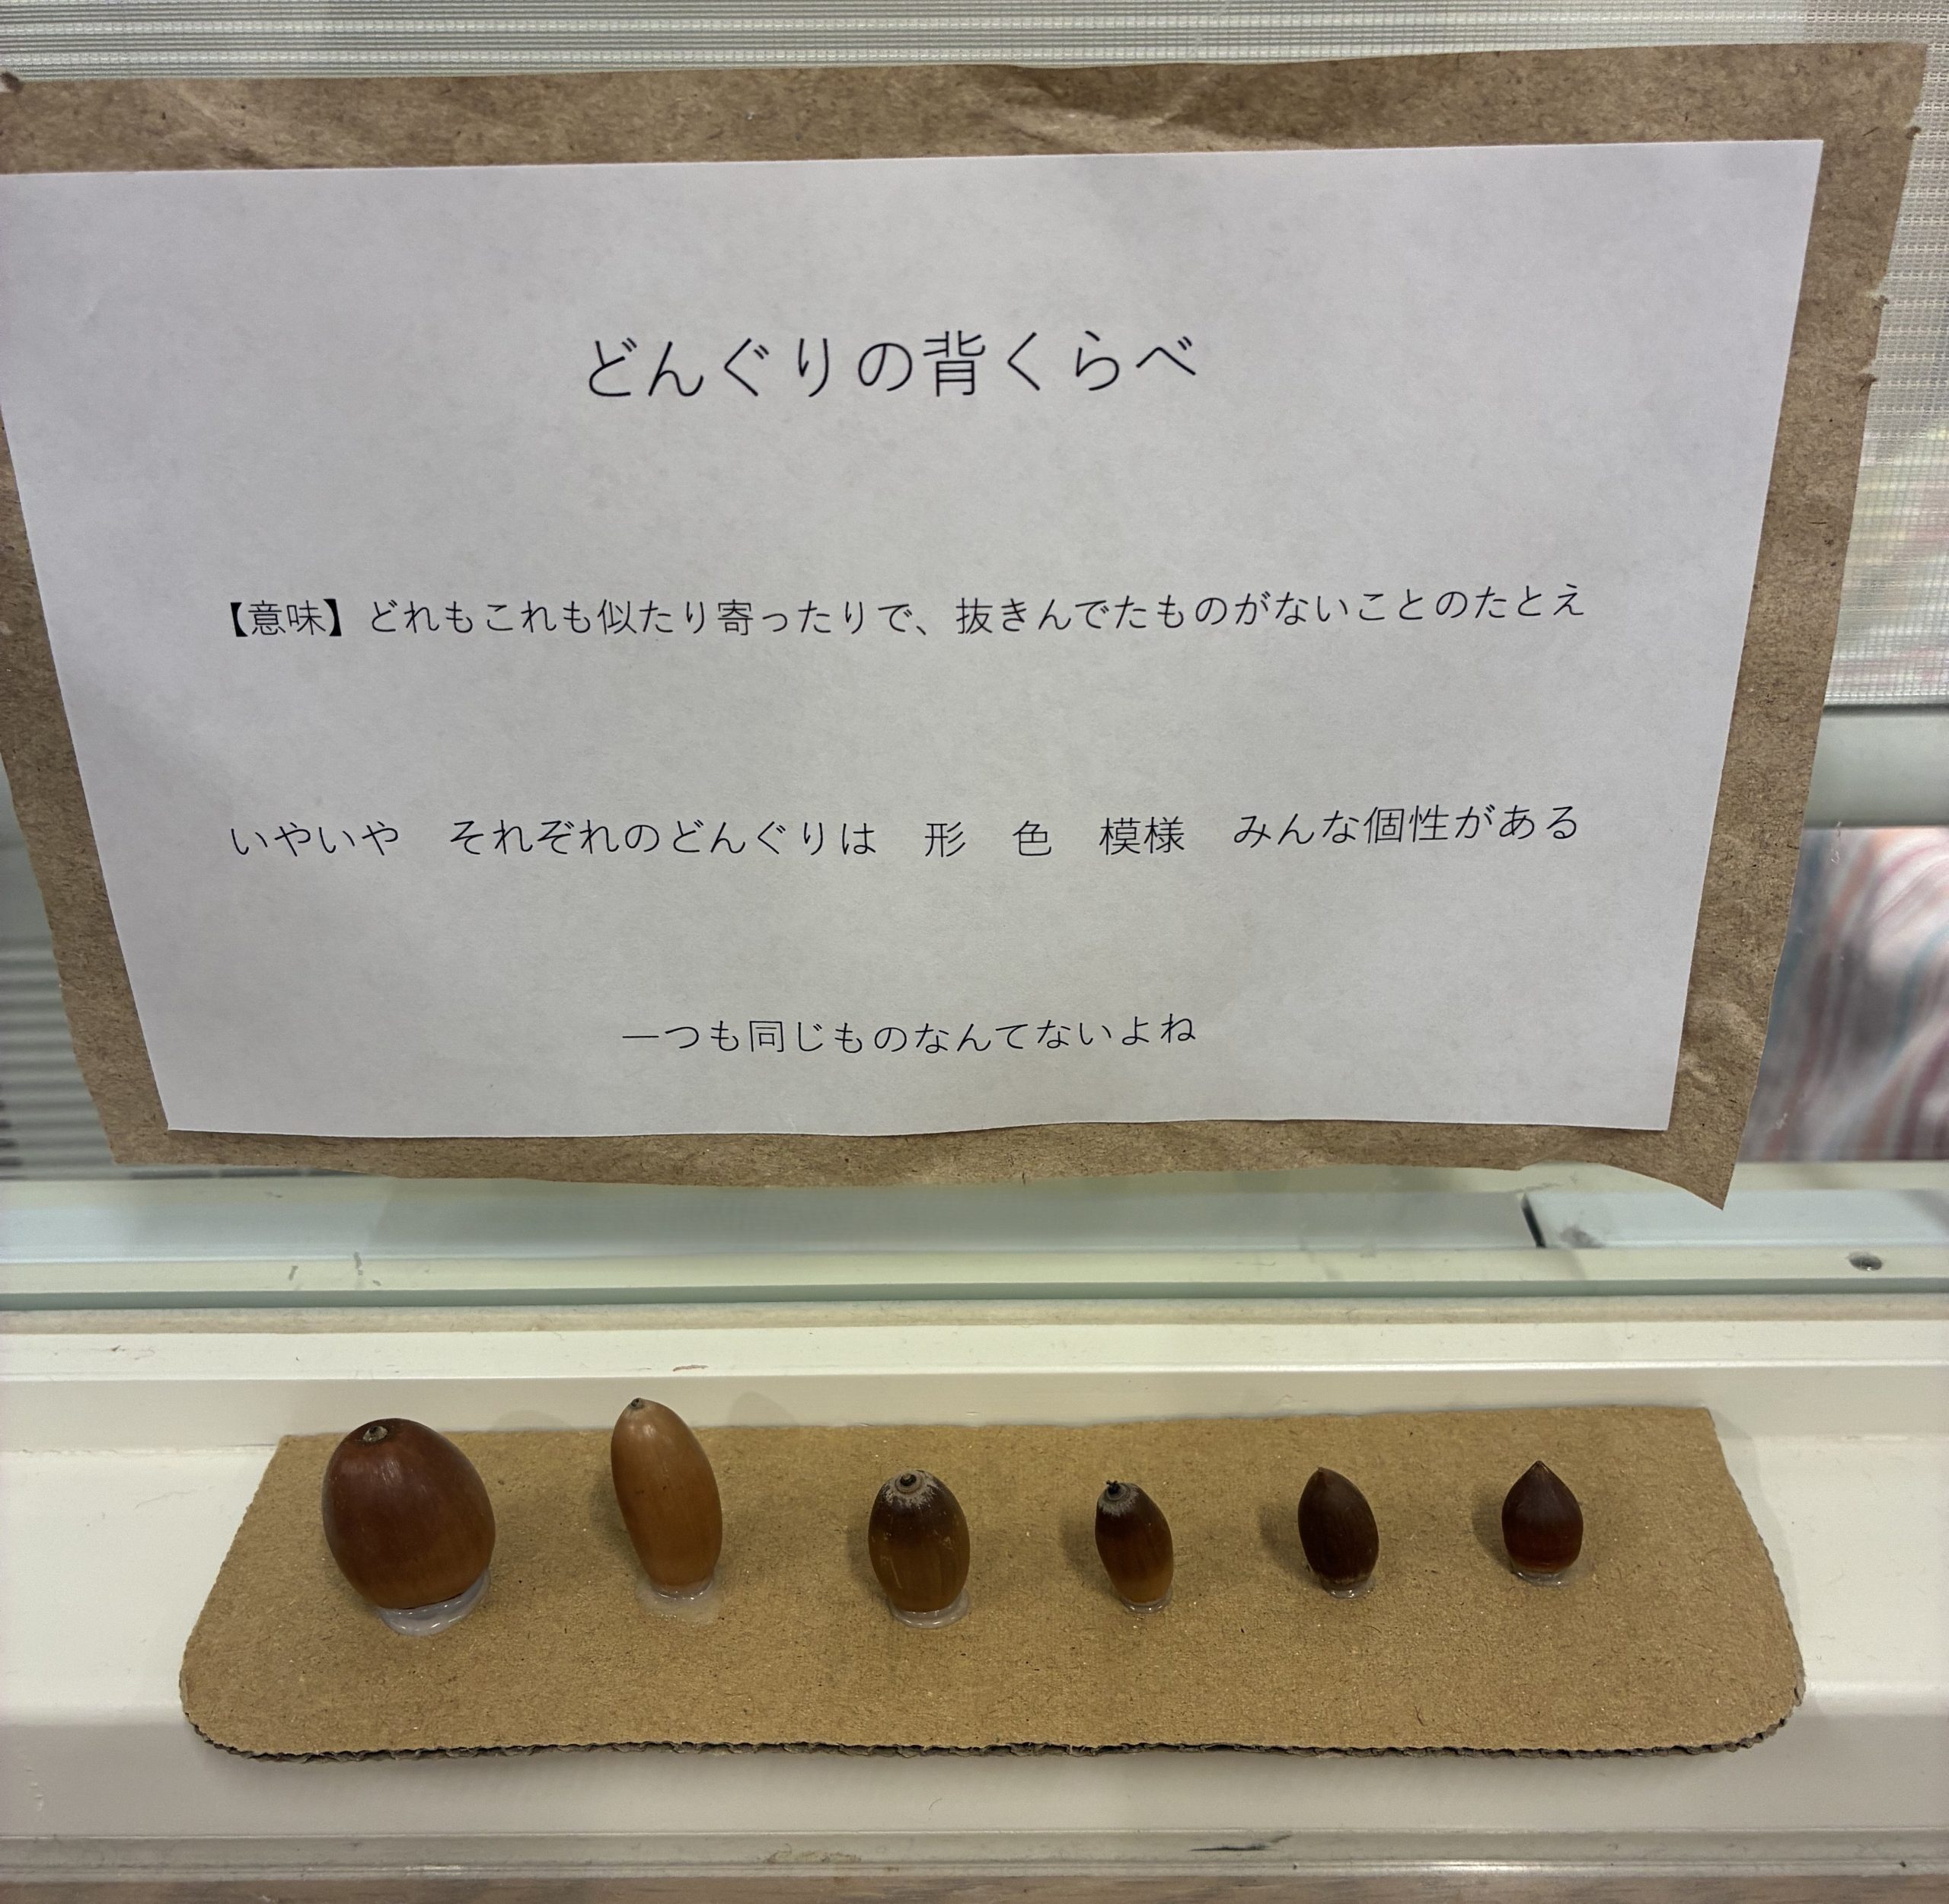 どんぐりの背くらべ
【意味】どれもこれも似たり寄ったりで、抜きんでたものがないことのたとえ
いやいや　それぞれのどんぐりは　形　色　模様　みんな個性がある
一つも同じものなんてないよね